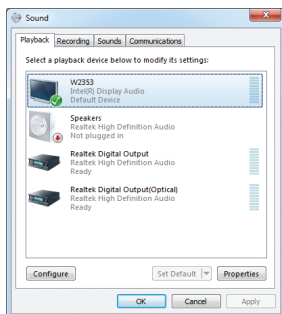 Sound
Playback Recording Sounds Communications
Select a playback device below to modify its settings:
W2353
Intel(R) Display Audio
Default Device
Speakers
Realtek High Definition Audio
Not plugged in
Realtek Digital Output
Realtek High Definition Audio
Ready
Realtek Digital Output(Optical)
Realtek High Definition Audio
Ready
Configure Set Default Properties
OK Cancel Apply